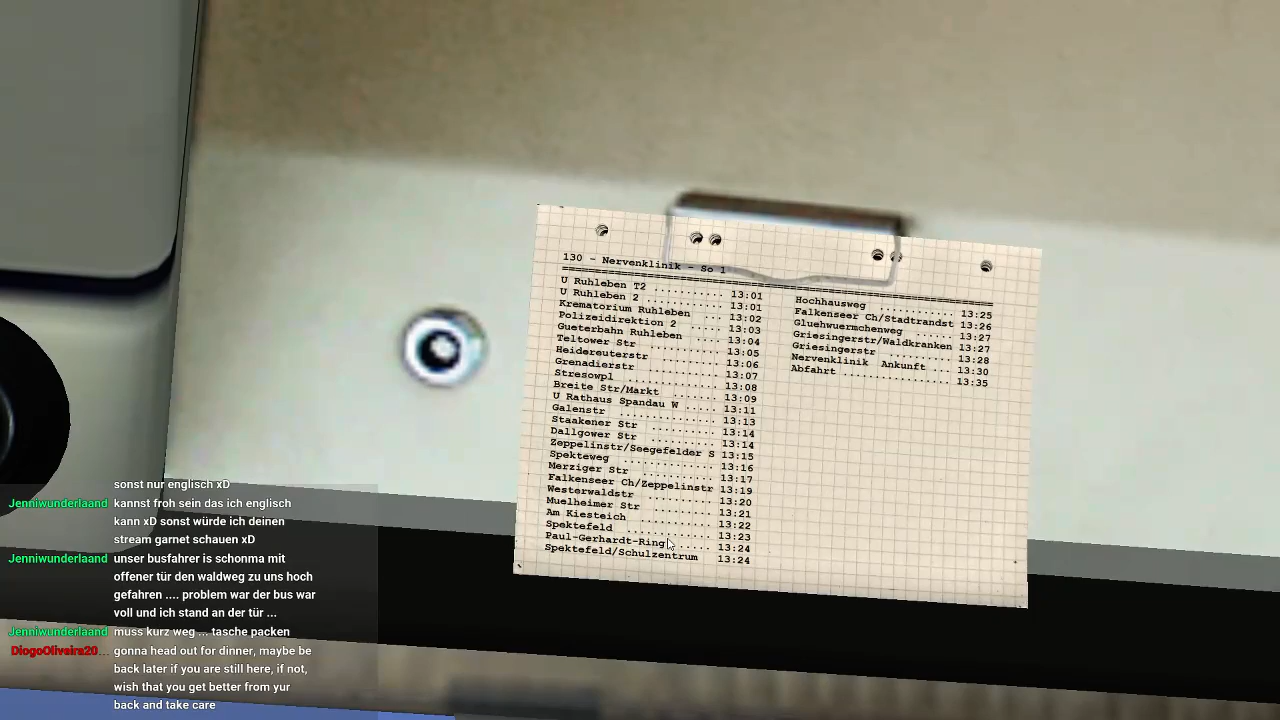 130 - Nervenklinik - So 1
U Ruhleben T2 .......... 13:01
U Ruhleben 2 ........... 13:01
Krematorium Ruhleben ..... 13:02
Polizeidirektion 2 ..... 13:03
Gueterbahn Ruhleben .... 13:04
Teltower Str ........... 13:05
Heidereuterstr ......... 13:06
Grenadierstr ........... 13:07
Stresowpl .............. 13:08
Breite Str/Markt ....... 13:09
U Rathaus Spandau W ..... 13:11
Galenstr ............... 13:13
Staakener Str .......... 13:14
Dallgower Str .......... 13:14
Zeppelinstr/Seegefelder S 13:15
Spekteweg .............. 13:16
Merziger Str ........... 13:17
Falkenseer Ch/Zeppelinstr 13:19
Westerwaldstr .......... 13:20
Muelheimer Str ......... 13:21
Am Kiesteich ........... 13:22
Spektefeld ............. 13:23
Paul-Gerhardt-Ring ..... 13:24
Spektefeld/Schulzentrum 13:24
Hochhausweg ............ 13:25
Falkenseer Ch/Stadtrandst 13:26
Gluehwuermchenweg ...... 13:27
Griesingerstr/Waldkranken 13:27
Griesingerstr .......... 13:28
Nervenklinik Ankunft ... 13:30
Abfahrt ................ 13:35
sonst nur englisch xD
Jenniwunderlaand kannst froh sein das ich englisch
kann xD sonst würde ich deinen
stream garnet schauen xD
Jenniwunderlaand unser busfahrer is schonma mit
offener tür den waldweg zu uns hoch
gefahren .... problem war der bus war
voll und ich stand an der tür ...
Jenniwunderlaand muss kurz weg ... tasche packen
DiogoOliveira20... gonna head out for dinner, maybe be
back later if you are still here, if not,
wish that you get better from yur
back and take care